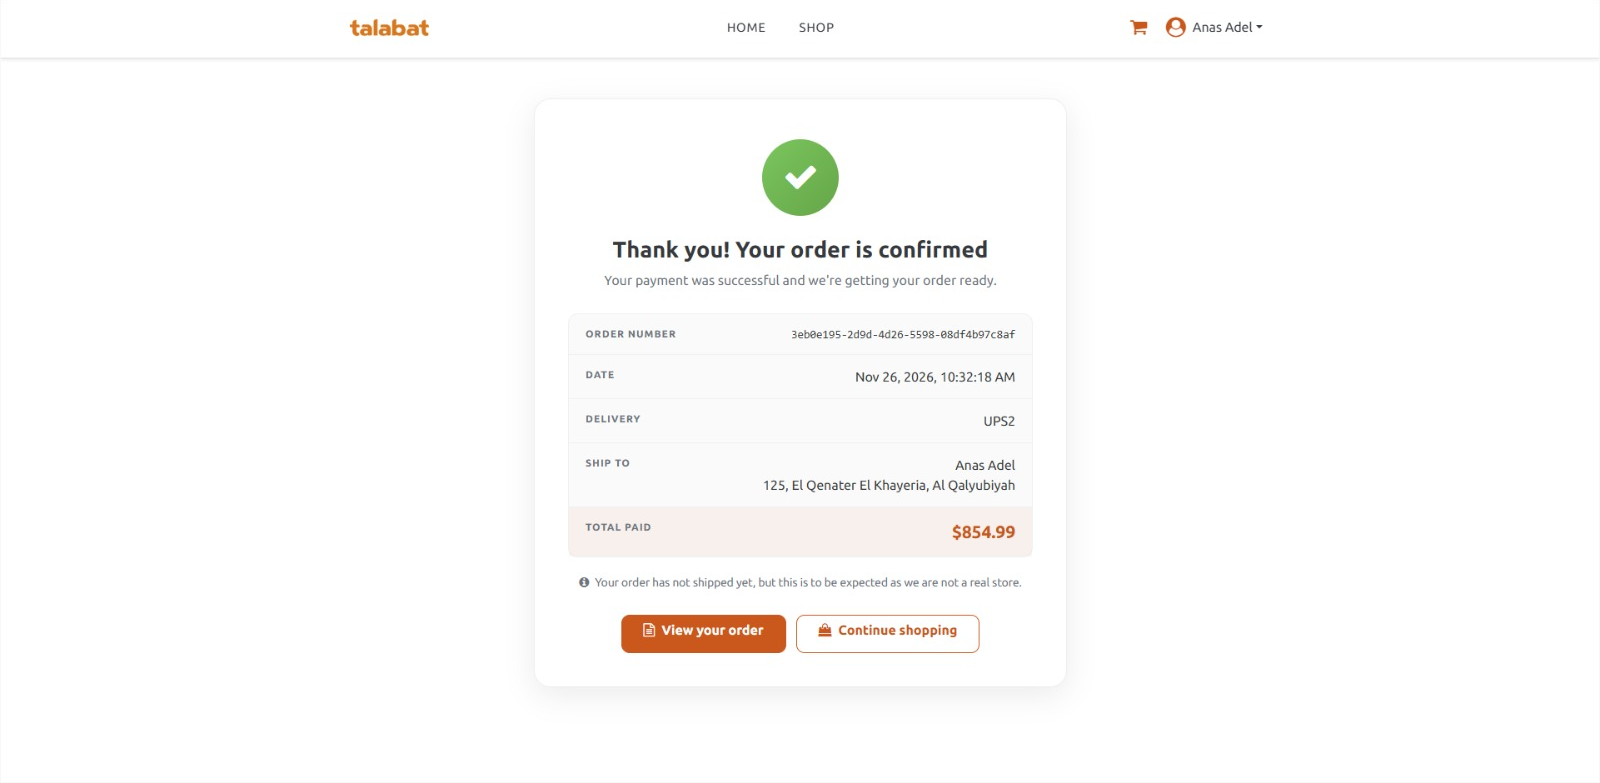 talabat
HOME
SHOP
Anas Adel
Thank you! Your order is confirmed
Your payment was successful and we're getting your order ready.
ORDER NUMBER
3eb0e195-2d9d-4d26-5598-08df4b97c8af
DATE
Nov 26, 2026, 10:32:18 AM
DELIVERY
UPS2
SHIP TO
Anas Adel
125, El Qenater El Khayeria, Al Qalyubiyah
TOTAL PAID
$854.99
Your order has not shipped yet, but this is to be expected as we are not a real store.
View your order
Continue shopping